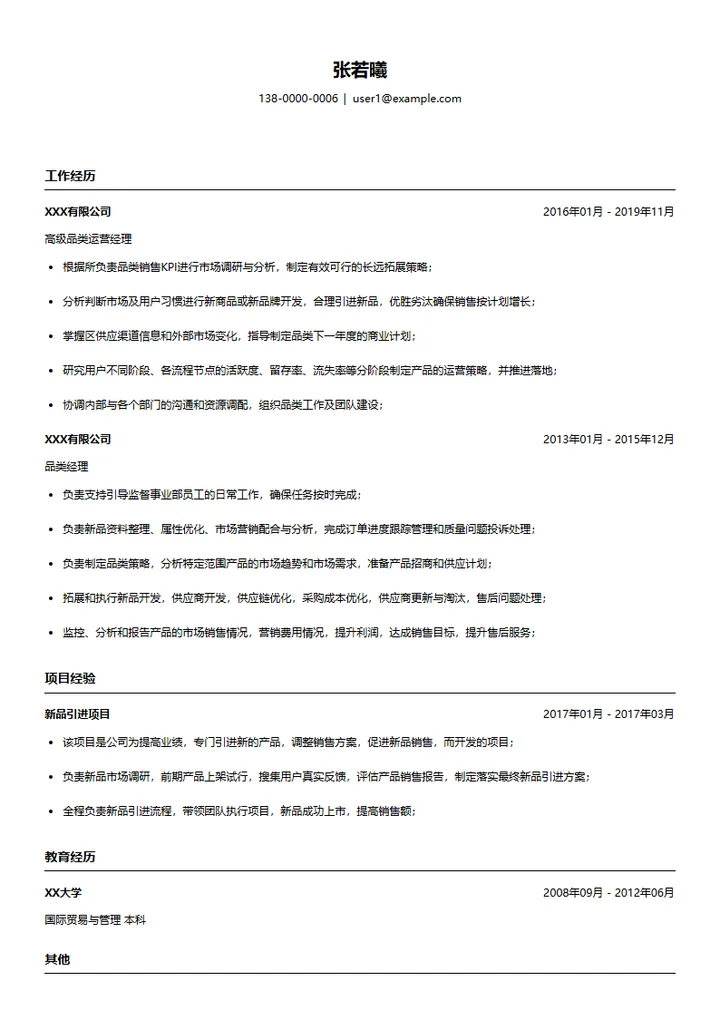 张若曦
138-0000-0006 | user1@example.com
工作经历
XXX有限公司 2016年01月 - 2019年11月
高级品类运营经理
• 根据所负责品类销售KPI进行市场调研与分析，制定有效可行的长远拓展策略；
• 分析判断市场及用户习惯进行新商品或新品牌开发，合理引进新品，优胜劣汰确保销售按计划增长；
• 掌握区供应渠道信息和外部市场变化，指导制定品类下一年度的商业计划；
• 研究用户不同阶段、各流程节点的活跃度、留存率、流失率等分阶段制定产品的运营策略，并推进落地；
• 协调内部与各个部门的沟通和资源调配，组织品类工作及团队建设；
XXX有限公司 2013年01月 - 2015年12月
品类经理
• 负责支持引导监督事业部员工的日常工作，确保任务按时完成；
• 负责新品资料整理、属性优化、市场营销配合与分析，完成订单进度跟踪管理和质量问题投诉处理；
• 负责制定品类策略，分析特定范围产品的市场趋势和市场需求，准备产品招商和供应计划；
• 拓展和执行新品开发，供应商开发，供应链优化，采购成本优化，供应商更新与淘汰，售后问题处理；
• 监控、分析和报告产品的市场销售情况，营销费用情况，提升利润，达成销售目标，提升售后服务；
项目经验
新品引进项目 2017年01月 - 2017年03月
• 该项目是公司为提高业绩，专门引进新的产品，调整销售方案，促进新品销售，而开发的项目；
• 负责新品市场调研，前期产品上架试行，搜集用户真实反馈，评估产品销售报告，制定落实最终新品引进方案；
• 全程负责新品引进流程，带领团队执行项目，新品成功上市，提高销售额；
教育经历
XX大学 2008年09月 - 2012年06月
国际贸易与管理 本科
其他